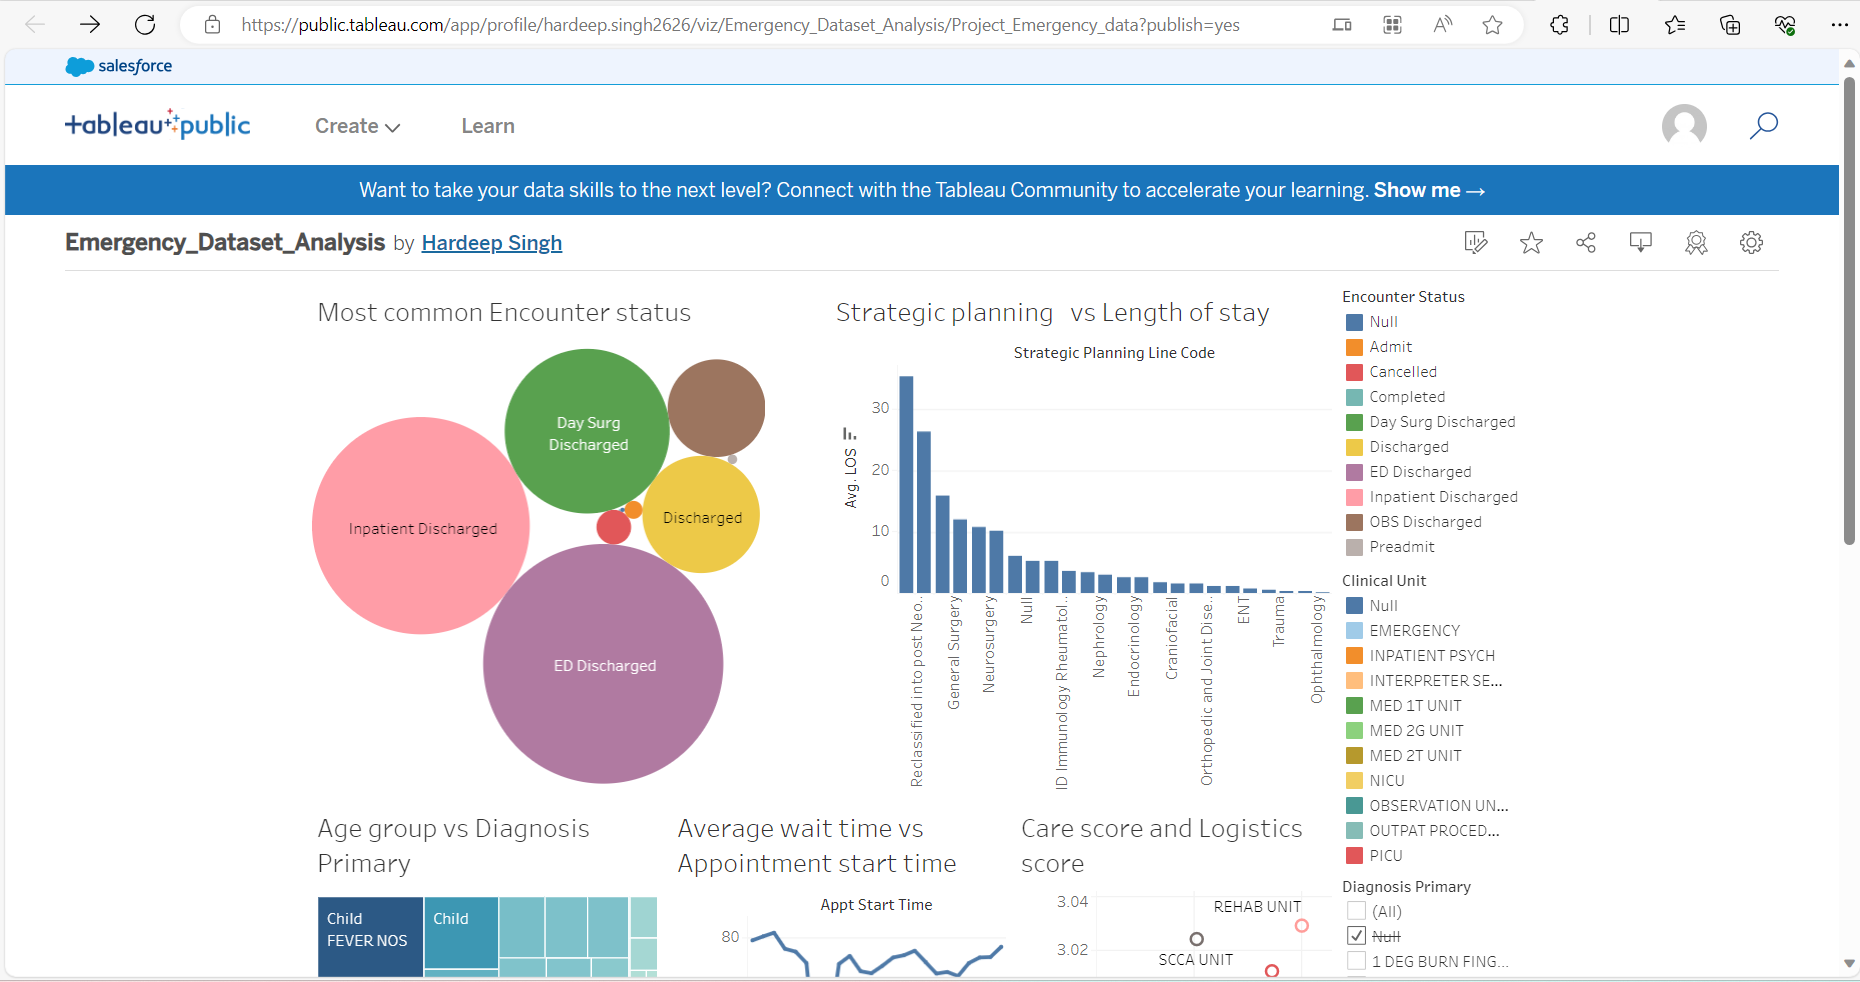 https://public.tableau.com/app/profile/hardeep.singh2626/viz/Emergency_Dataset_Analysis/Project_Emergency_data?publish=yes
salesforce
tableau public
Create
Learn
Want to take your data skills to the next level? Connect with the Tableau Community to accelerate your learning. Show me →
Emergency_Dataset_Analysis by Hardeep Singh
Most common Encounter status
Day Surg
Discharged
Inpatient Discharged
Discharged
ED Discharged
Strategic planning vs Length of stay
Strategic Planning Line Code
Avg. LOS
30
20
10
0
Reclassified into post Neo..
General Surgery
Neurosurgery
Null
ID Immunology Rheumatol..
Nephrology
Endocrinology
Craniofacial
Orthopedic and Joint Dise..
ENT
Trauma
Ophthalmology
Encounter Status
Null
Admit
Cancelled
Completed
Day Surg Discharged
Discharged
ED Discharged
Inpatient Discharged
OBS Discharged
Preadmit
Clinical Unit
Null
EMERGENCY
INPATIENT PSYCH
INTERPRETER SE...
MED 1T UNIT
MED 2G UNIT
MED 2T UNIT
NICU
OBSERVATION UN...
OUTPAT PROCED...
PICU
Diagnosis Primary
(All)
Null
1 DEG BURN FING...
Age group vs Diagnosis
Primary
Child
FEVER NOS
Child
Average wait time vs
Appointment start time
Appt Start Time
80
Care score and Logistics
score
3.04
3.02
REHAB UNIT
SCCA UNIT